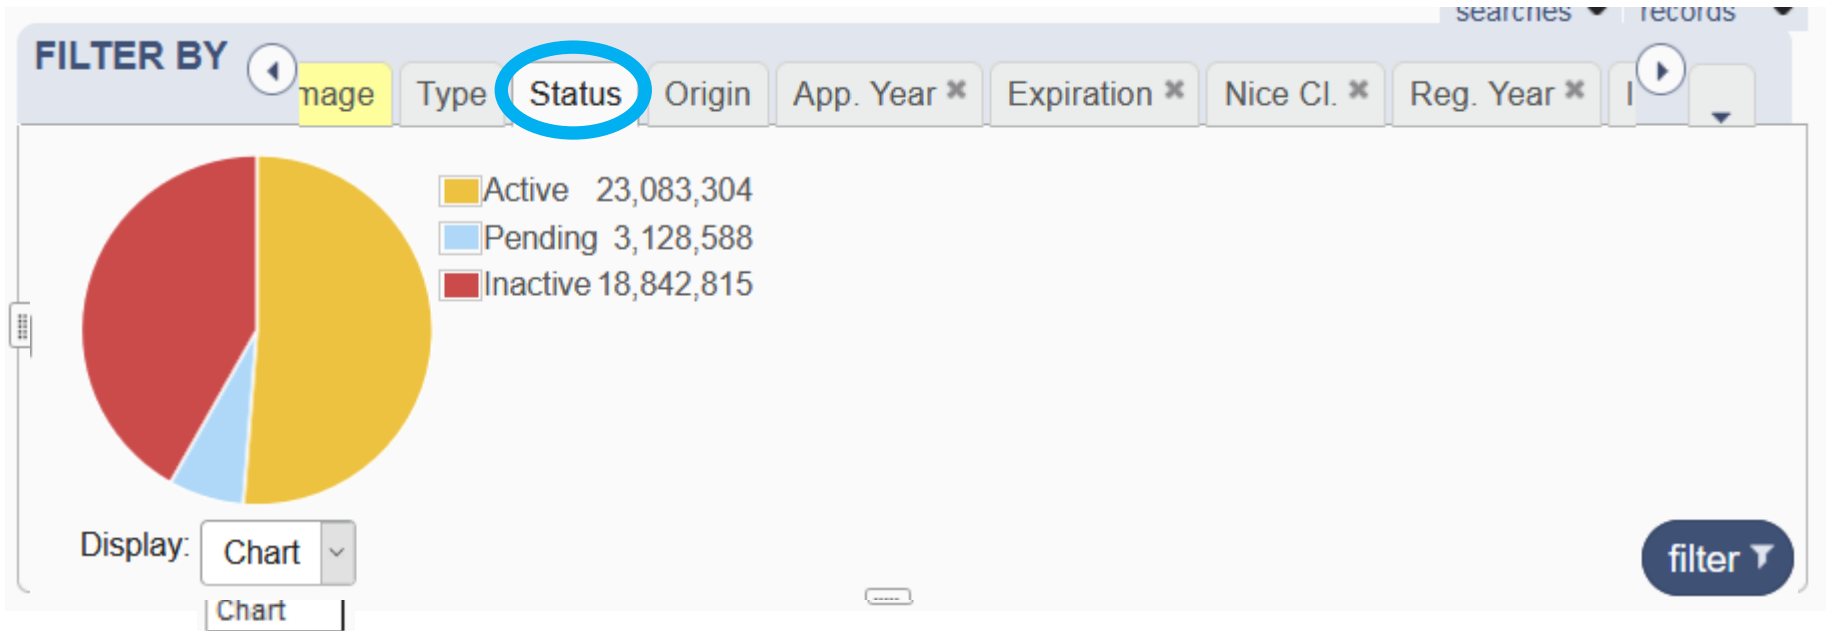 searches records
FILTER BY
mage Type Status Origin App. Year Expiration Nice Cl. Reg. Year
Active 23,083,304
Pending 3,128,588
Inactive 18,842,815
Display: Chart
filter
Chart